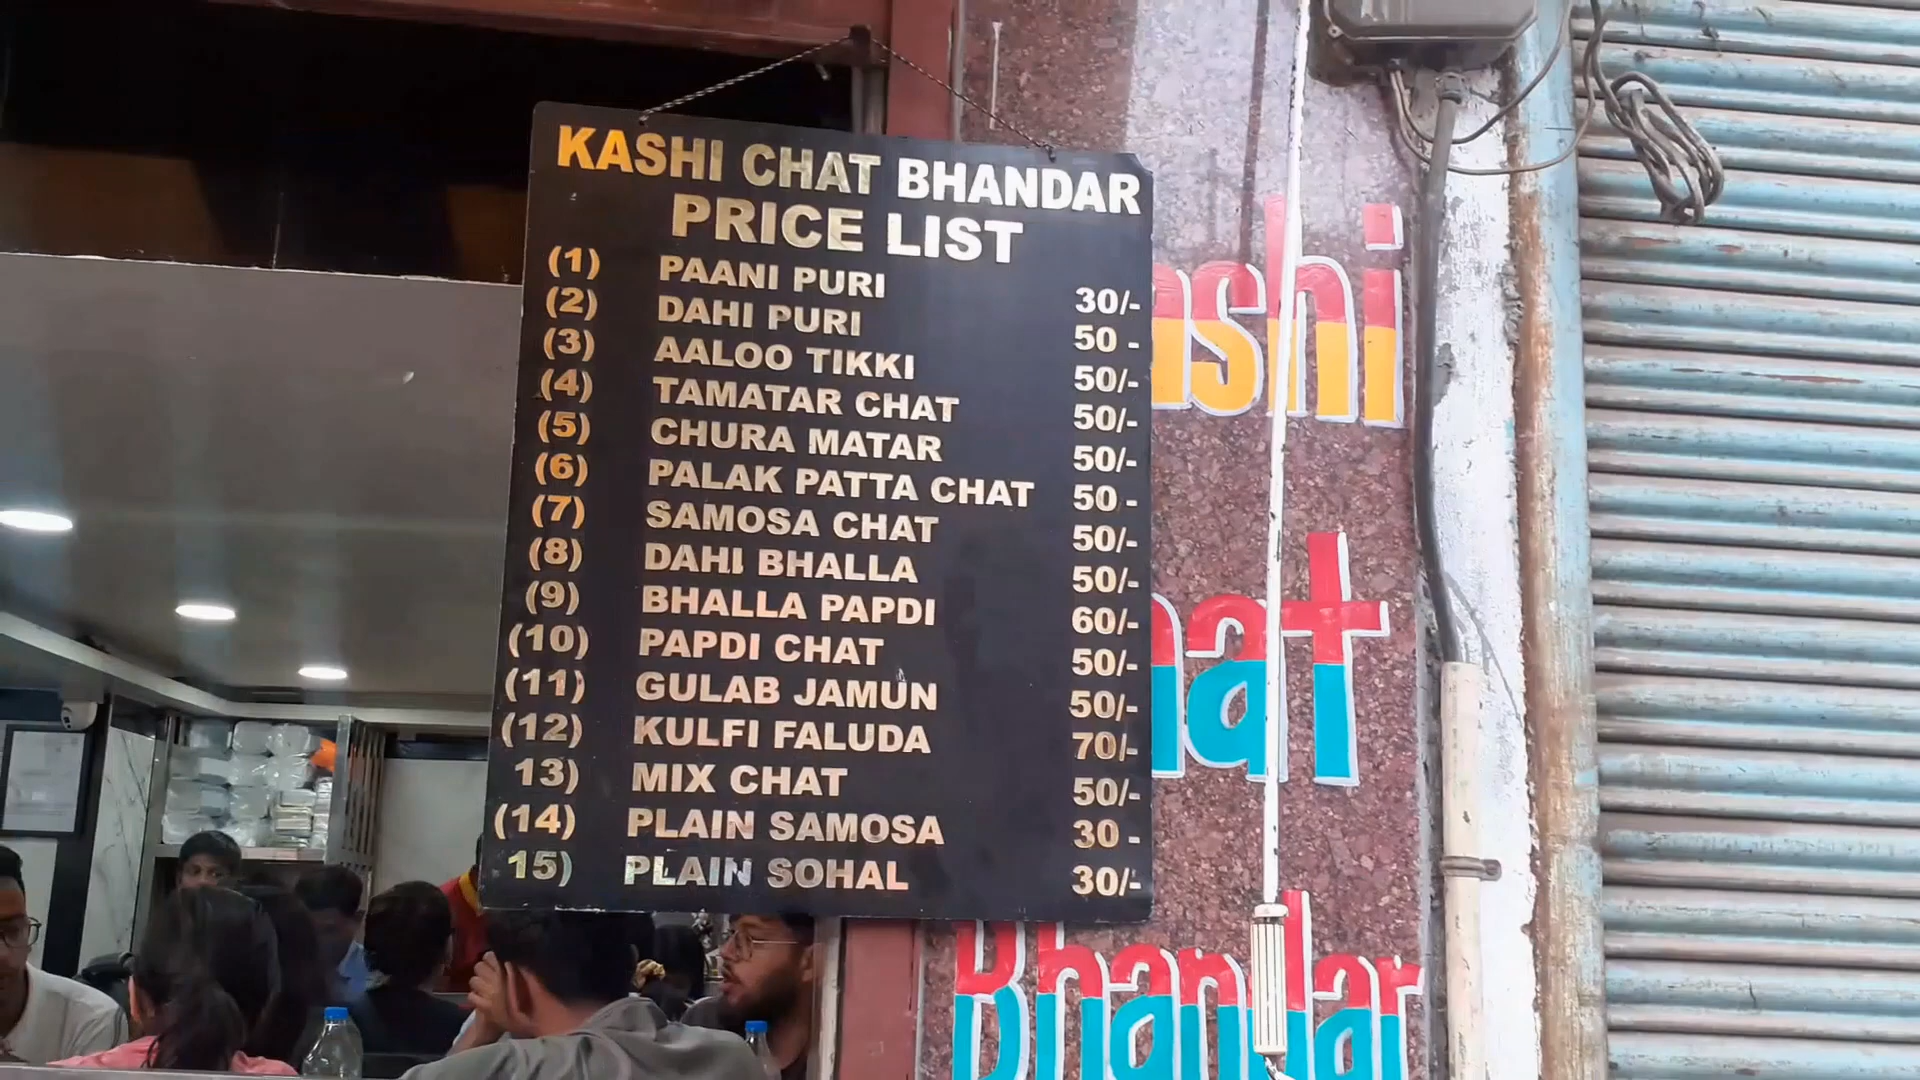 KASHI CHAT BHANDAR
PRICE LIST
(1) PAANI PURI 30/-
(2) DAHI PURI 50 -
(3) AALOO TIKKI 50/-
(4) TAMATAR CHAT 50/-
(5) CHURA MATAR 50/-
(6) PALAK PATTA CHAT 50 -
(7) SAMOSA CHAT 50/-
(8) DAHI BHALLA 50/-
(9) BHALLA PAPDI 60/-
(10) PAPDI CHAT 50/-
(11) GULAB JAMUN 50/-
(12) KULFI FALUDA 70/-
13) MIX CHAT 50/-
(14) PLAIN SAMOSA 30 -
15) PLAIN SOHAL 30/-
ashi
hat
Bhandar